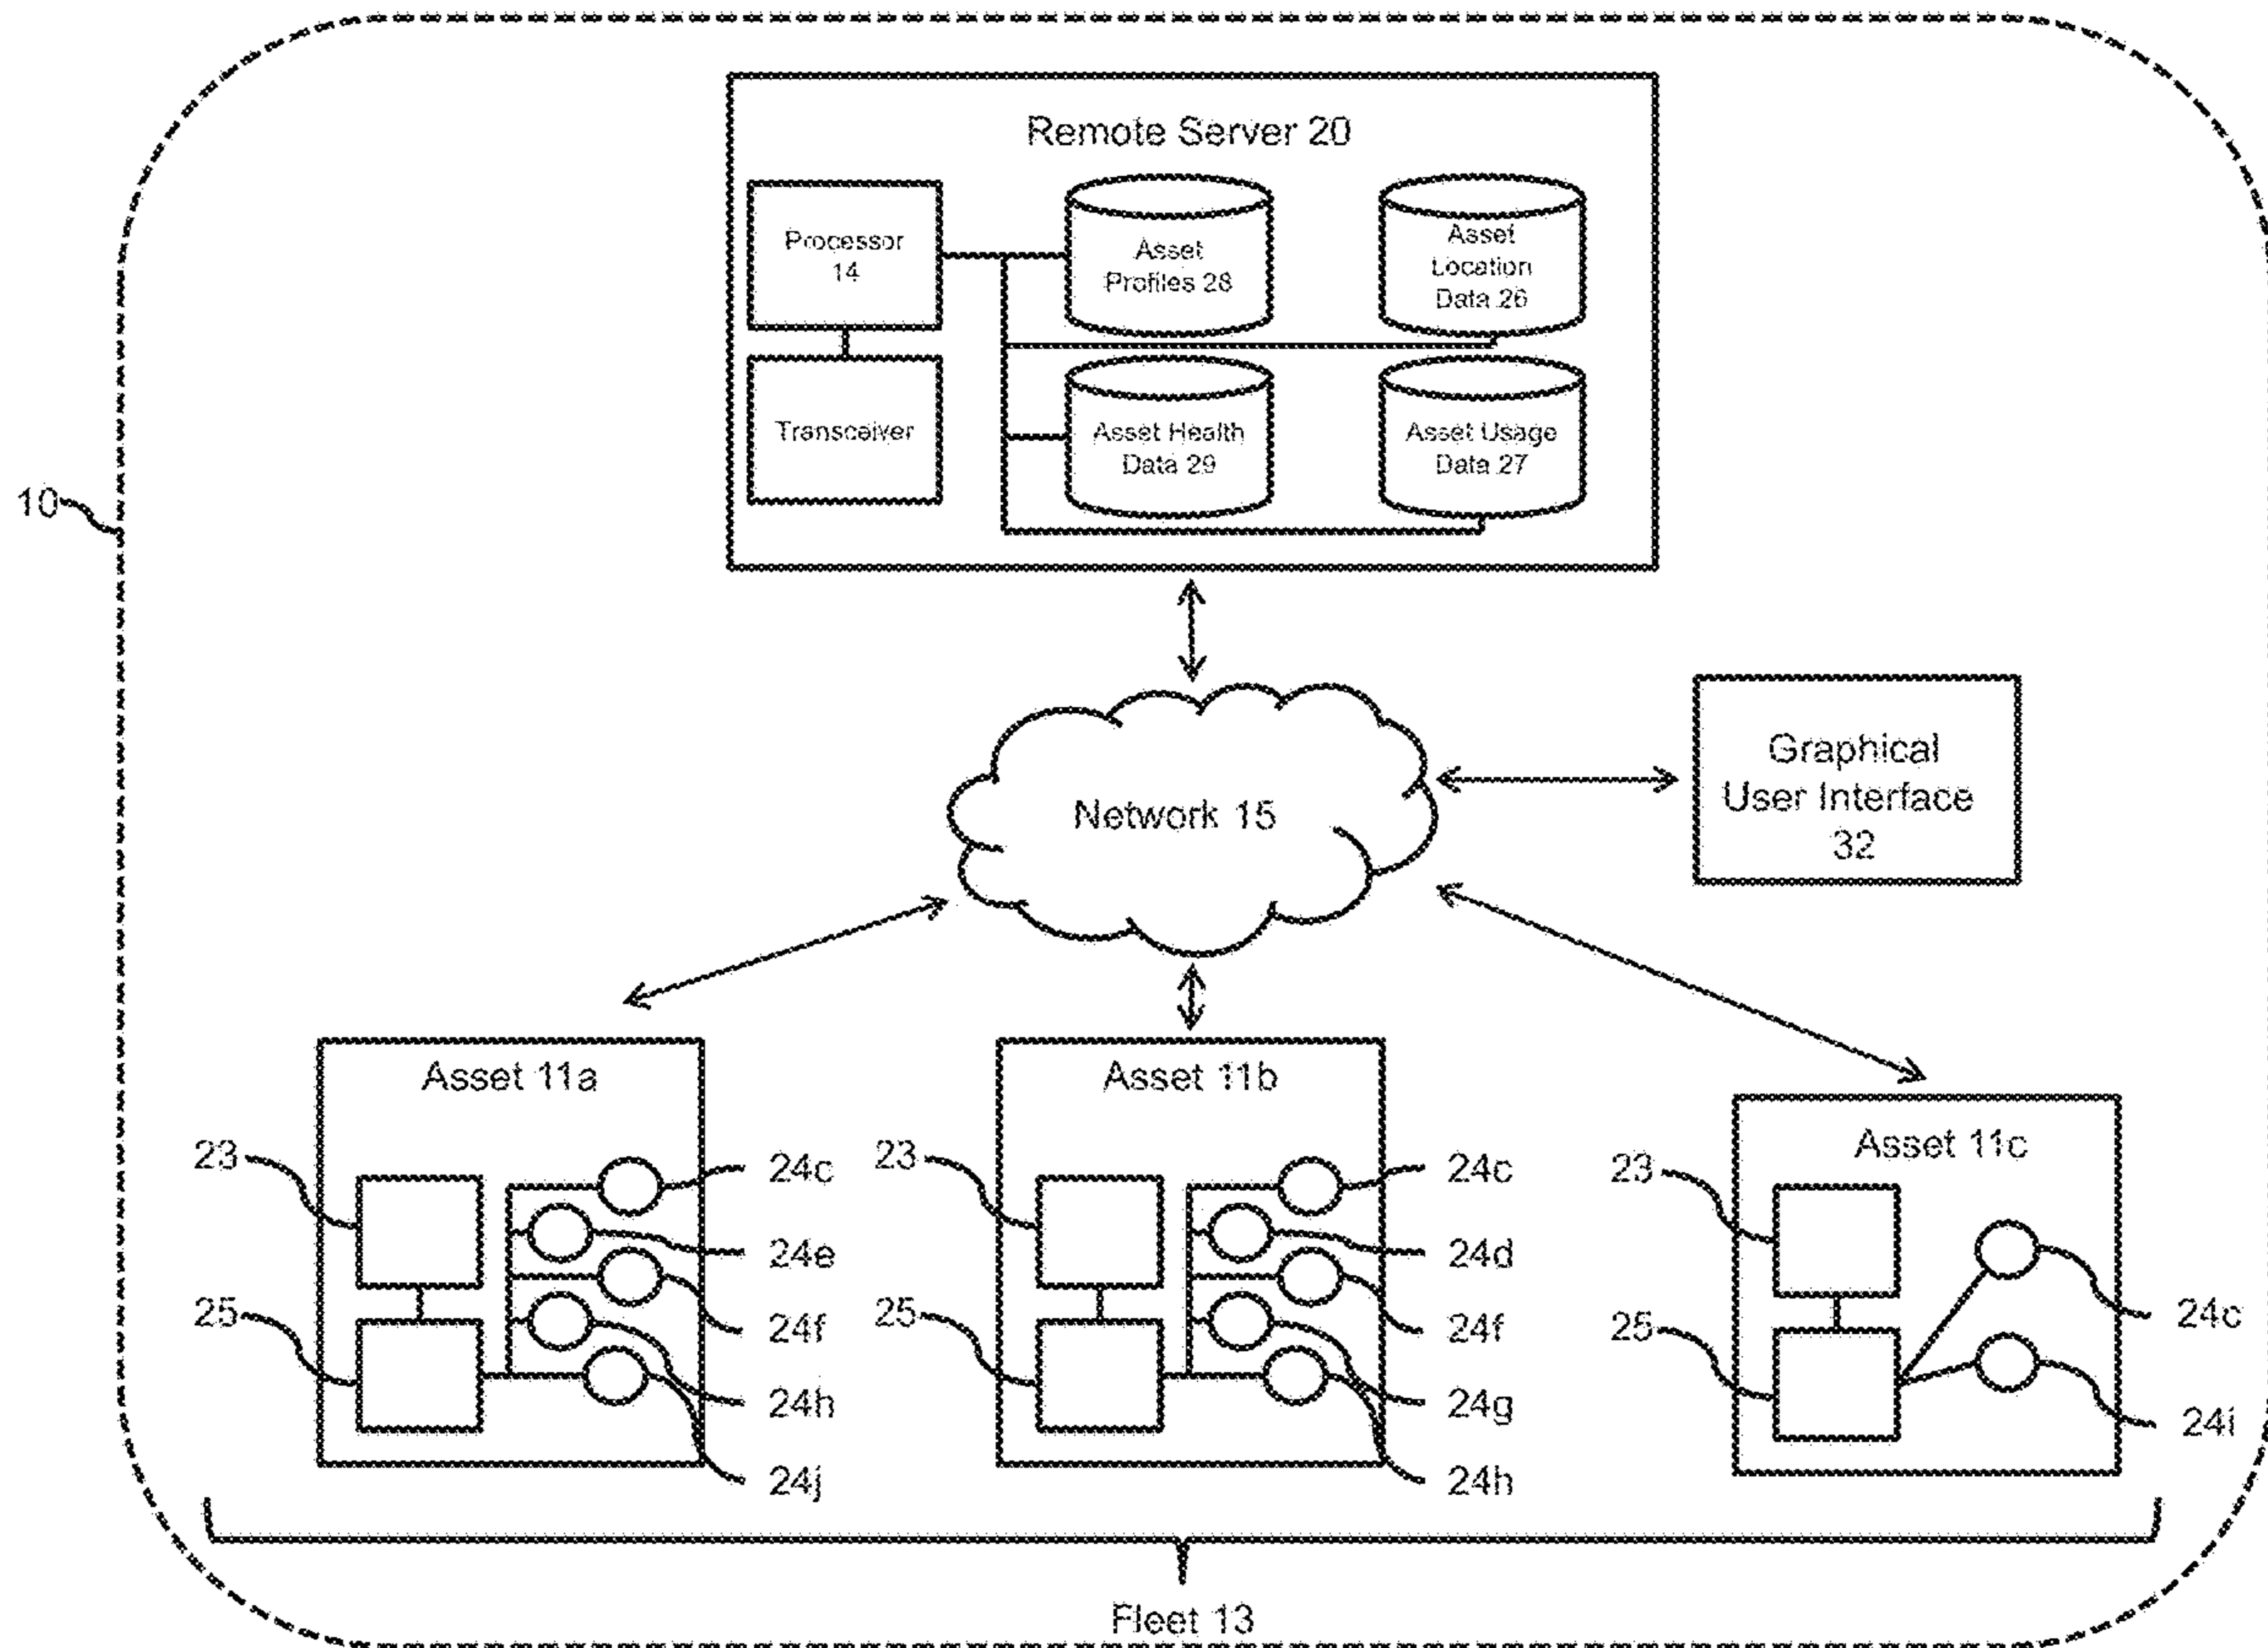 Remote Server 20
Processor
14
Asset
Profiles 28
Asset
Location
Data 26
Transceiver
Asset Health
Data 29
Asset Usage
Data 27
10
Network 15
Graphical
User Interface
32
Asset 11a
23
25
24c
24e
24f
24h
24j
Asset 11b
23
25
24c
24d
24f
24g
24h
Asset 11c
23
25
24c
24i
Fleet 13